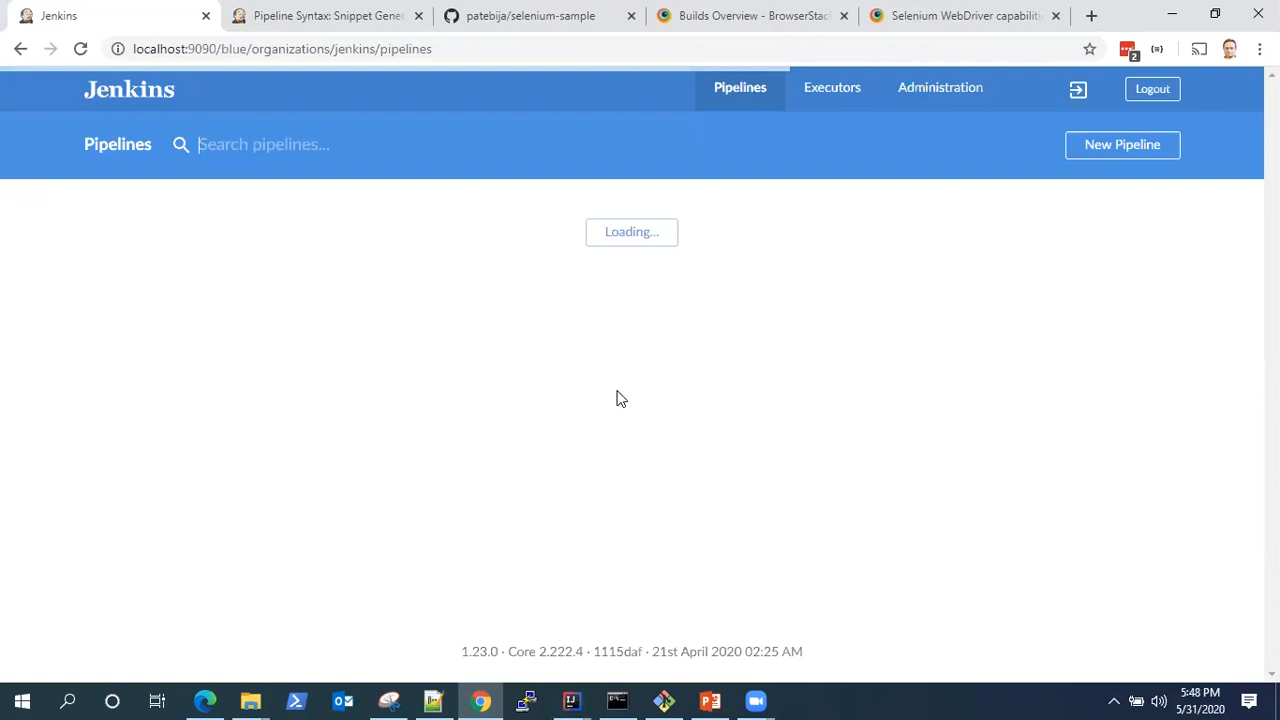 Jenkins
Pipeline Syntax: Snippet Gener
patebija/selenium-sample
Builds Overview - BrowserStac
Selenium WebDriver capabiliti
localhost:9090/blue/organizations/jenkins/pipelines
2
Jenkins
Pipelines
Executors
Administration
Logout
Pipelines
Search pipelines...
New Pipeline
Loading...
1.23.0 · Core 2.222.4 · 1115daf · 21st April 2020 02:25 AM
5:48 PM
5/31/2020